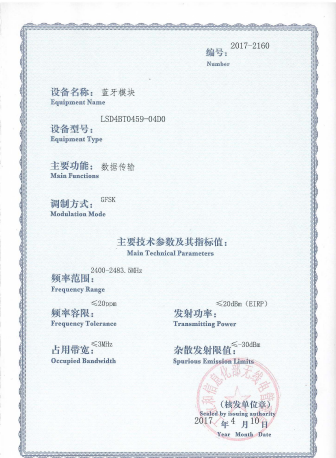 编号: 2017-2160
Number
设备名称: 蓝牙模块
Equipment Name
LSD4BT0459-04D0
设备型号:
Equipment Type
主要功能: 数据传输
Main Functions
调制方式: GFSK
Modulation Mode
主要技术参数及其指标值:
Main Technical Parameters
2400-2483.5MHz
频率范围:
Frequency Range
≤20ppm ≤20dBm (EIRP)
频率容限: 发射功率:
Frequency Tolerance Transmitting Power
≤3MHz ≤-30dBm
占用带宽: 杂散发射限值:
Occupied Bandwidth Spurious Emission Limits
(核发单位章)
Sealed by issuing authority
2017 年 4 月 10 日
Year Month Date